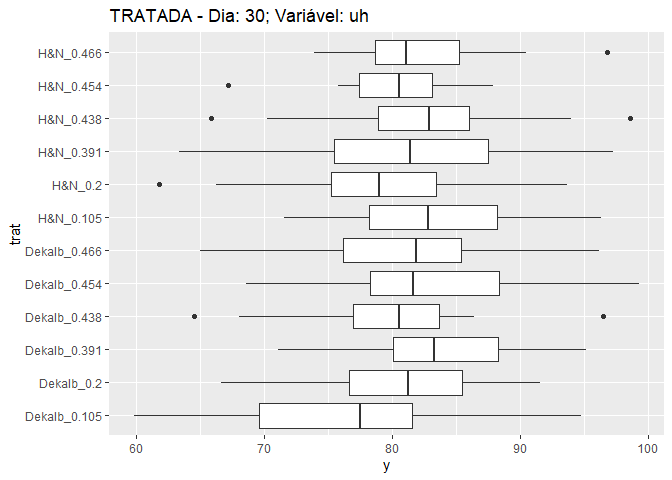 TRATADA - Dia: 30; Variável: uh
H&N_0.466
H&N_0.454
H&N_0.438
H&N_0.391
H&N_0.2
H&N_0.105
Dekalb_0.466
Dekalb_0.454
Dekalb_0.438
Dekalb_0.391
Dekalb_0.2
Dekalb_0.105
trat
60 70 80 90 100
y